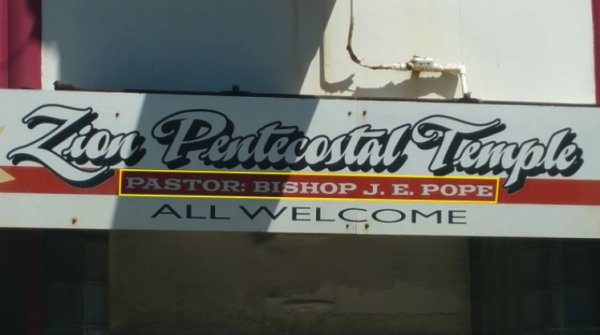 Zion Pentecostal Temple
PASTOR: BISHOP J. E. POPE
ALL WELCOME